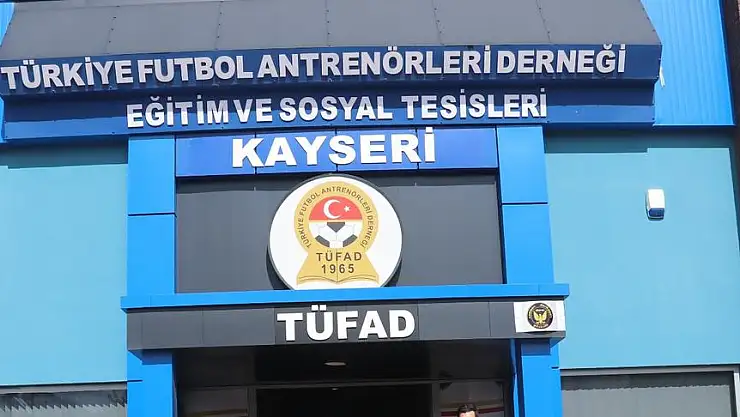 TÜRKİYE FUTBOL ANTRENÖRLERİ DERNEĞİ
EĞİTİM VE SOSYAL TESİSLERİ
KAYSERİ
TÜRKİYE FUTBOL ANTRENÖRLERİ DERNEĞİ
TÜFAD
1965
TÜFAD